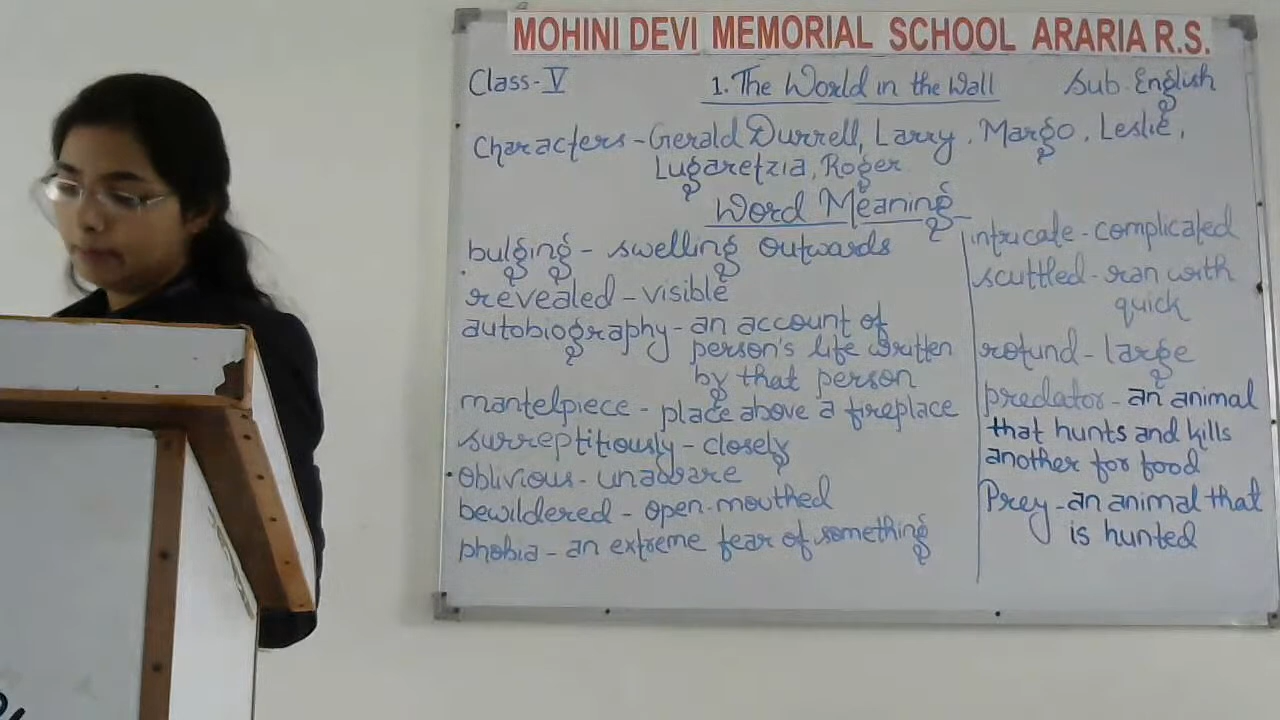 MOHINI DEVI MEMORIAL SCHOOL ARARIA R.S.
Class-V 1. The World in the Wall Sub. English
Characters - Gerald Durrell, Larry, Margo, Leslie,
Lugaretzia, Roger
Word Meaning
bulging - swelling outwards
revealed - visible
autobiography - an account of
person's life written
by that person
mantelpiece - place above a fireplace
surreptitiously - closely
oblivious - unaware
bewildered - open-mouthed
phobia - an extreme fear of something
intricate - complicated
scuttled - ran with
quick
rotund - large
predator - an animal
that hunts and kills
another for food
Prey - an animal that
is hunted